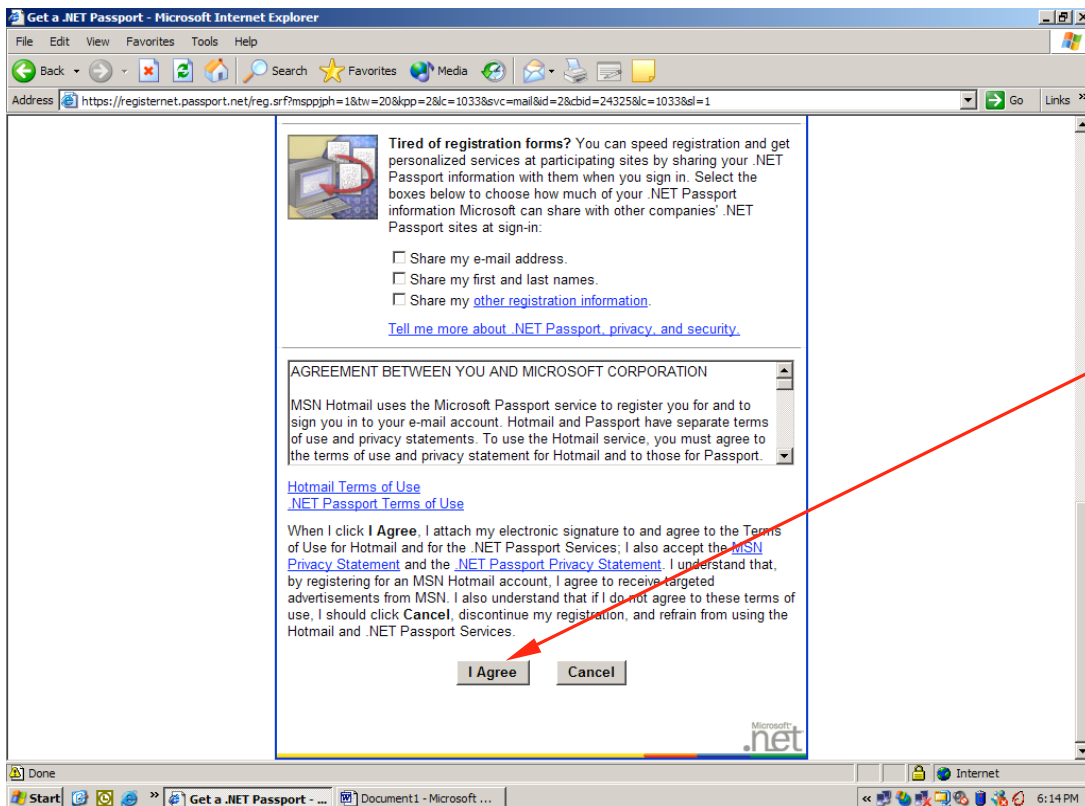 Get a .NET Passport - Microsoft Internet Explorer
File Edit View Favorites Tools Help
Back Search Favorites Media
Address https://registernet.passport.net/reg.srf?msppjph=1&tw=20&kpp=2&lc=1033&svc=mail&id=2&cbid=24325&lc=1033&sl=1 Go Links »
Tired of registration forms? You can speed registration and get
personalized services at participating sites by sharing your .NET
Passport information with them when you sign in. Select the
boxes below to choose how much of your .NET Passport
information Microsoft can share with other companies' .NET
Passport sites at sign-in:
Share my e-mail address.
Share my first and last names.
Share my other registration information.
Tell me more about .NET Passport, privacy, and security.
AGREEMENT BETWEEN YOU AND MICROSOFT CORPORATION
MSN Hotmail uses the Microsoft Passport service to register you for and to
sign you in to your e-mail account. Hotmail and Passport have separate terms
of use and privacy statements. To use the Hotmail service, you must agree to
the terms of use and privacy statement for Hotmail and to those for Passport.
Hotmail Terms of Use
.NET Passport Terms of Use
When I click I Agree, I attach my electronic signature to and agree to the Terms
of Use for Hotmail and for the .NET Passport Services; I also accept the MSN
Privacy Statement and the .NET Passport Privacy Statement. I understand that,
by registering for an MSN Hotmail account, I agree to receive targeted
advertisements from MSN. I also understand that if I do not agree to these terms of
use, I should click Cancel, discontinue my registration, and refrain from using the
Hotmail and .NET Passport Services.
I Agree Cancel
Microsoft
.net
Done Internet
Start » Get a .NET Passport - ... Document1 - Microsoft ... « 6:14 PM